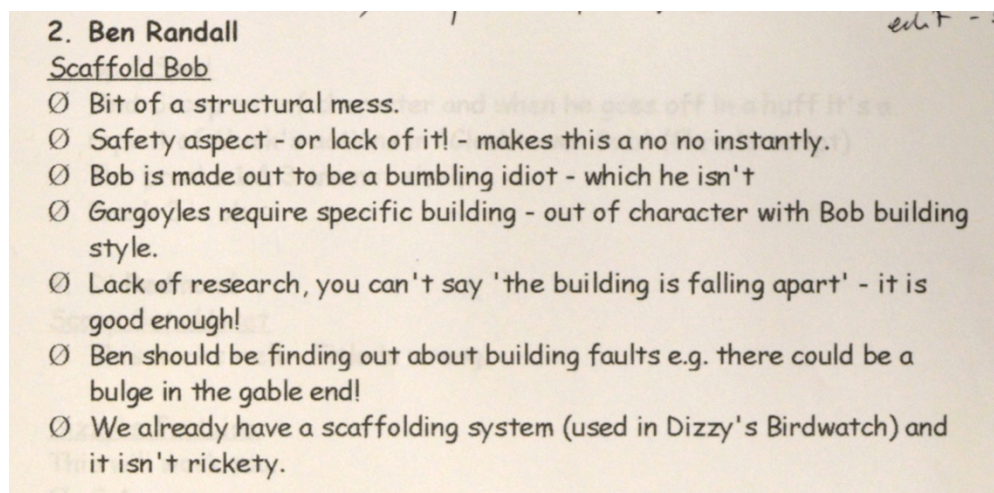 edit -
2. Ben Randall
Scaffold Bob
Ø Bit of a structural mess.
Ø Safety aspect - or lack of it! - makes this a no no instantly.
Ø Bob is made out to be a bumbling idiot - which he isn't
Ø Gargoyles require specific building - out of character with Bob building
style.
Ø Lack of research, you can't say 'the building is falling apart' - it is
good enough!
Ø Ben should be finding out about building faults e.g. there could be a
bulge in the gable end!
Ø We already have a scaffolding system (used in Dizzy's Birdwatch) and
it isn't rickety.